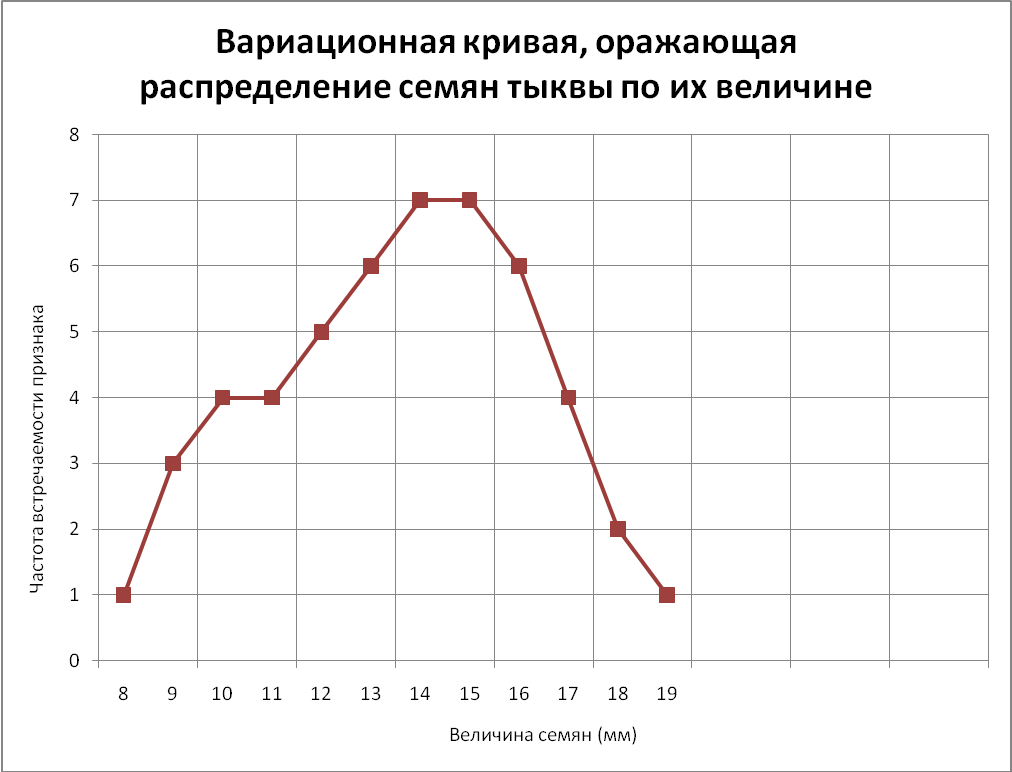 Вариационная кривая, оражающая
распределение семян тыквы по их величине
8
7
6
5
4
3
2
1
0
Частота встречаемости признака
8 9 10 11 12 13 14 15 16 17 18 19
Величина семян (мм)